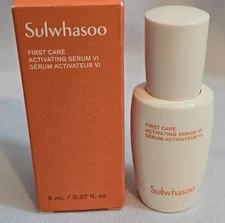 Sulwhasoo
FIRST CARE
ACTIVATING SERUM VI
SÉRUM ACTIVATEUR VI
8 mL / 0.27 fl. oz.
FIRST CARE
ACTIVATING SERUM VI
SÉRUM ACTIVATEUR VI
Sulwhasoo